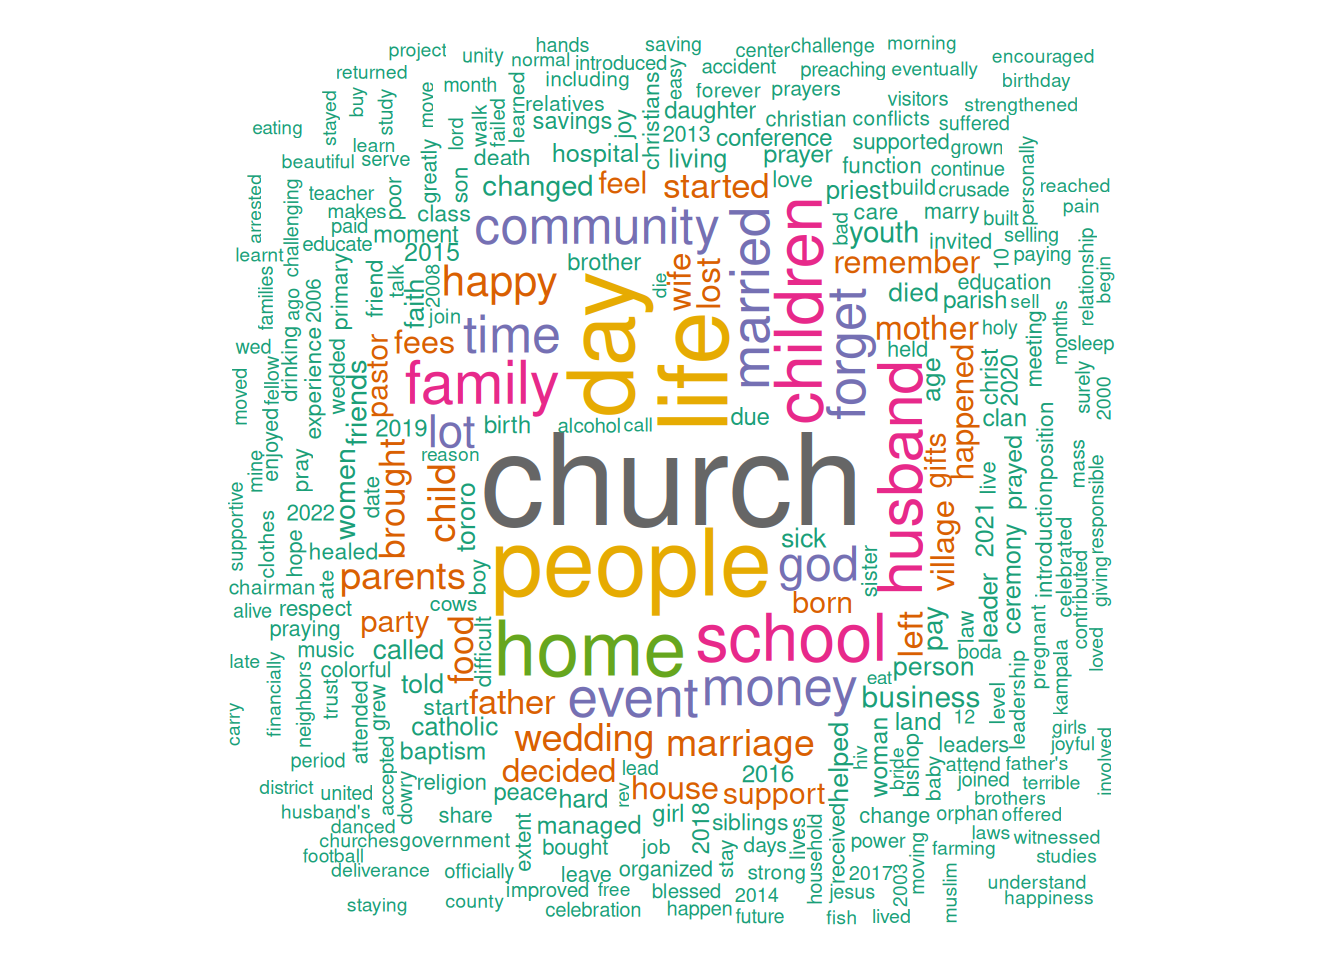 project
unity
hands
normal
saving
introduced
center
challenge
morning
encouraged
returned
month
including
easy
accident
preaching
eventually
birthday
stayed
buy
study
move
lord
walk
failed
learned
relatives
savings
joy
christians
forever
prayers
daughter
2013
christian
conflicts
visitors
suffered
strengthened
eating
learn
beautiful
serve
greatly
son
death
hospital
living
conference
prayer
supported
function
grown
continue
personally
arrested
challenging
teacher
makes
paid
educate
poor
class
moment
2015
changed
feel
started
love
priest
build
crusade
reached
pain
learnt
families
ago
2006
primary
friend
talk
faith
2008
join
community
brother
die
wife
lost
married
children
bad
care
youth
marry
invited
built
selling
10
paying
relationship
begin
happy
remember
education
time
fees
day
life
forget
died
parish
sell
months
mother
holy
meeting
sleep
wed
moved
enjoyed
fellow
drinking
experience
wedded
pastor
friends
family
held
age
happened
christ
2020
surely
2000
husband
clan
2019
lot
birth
alcohol
call
due
gifts
mine
pray
women
date
brought
reason
child
tororo
church
village
2021
live
prayed
introduction
position
mass
responsible
supportive
clothes
hope
2022
healed
ate
parents
boy
people
sick
god
sister
ceremony
celebrated
contributed
giving
chairman
alive
respect
praying
cows
born
left
pay
leader
law
boda
pregnant
loved
party
music
colorful
called
food
difficult
home
school
person
late
carry
financially
neighbors
trust
attended
grew
told
start
father
event
money
eat
business
land
12
level
leadership
kampala
girls
joyful
involved
catholic
baptism
religion
wedding
marriage
hiv
woman
bride
bishop
baby
leaders
attend
father's
joined
terrible
brothers
period
accepted
dowry
decided
lead
rev
2016
helped
district
united
peace
hard
house
support
husband's
danced
share
managed
girl
2018
siblings
lives
household
received
change
orphan
offered
power
laws
witnessed
churches
government
football
extent
bought
job
stay
days
moving
farming
studies
deliverance
officially
leave
organized
strong
2017
2003
improved
free
blessed
2014
jesus
muslim
understand
happiness
staying
county
celebration
happen
future
fish
lived